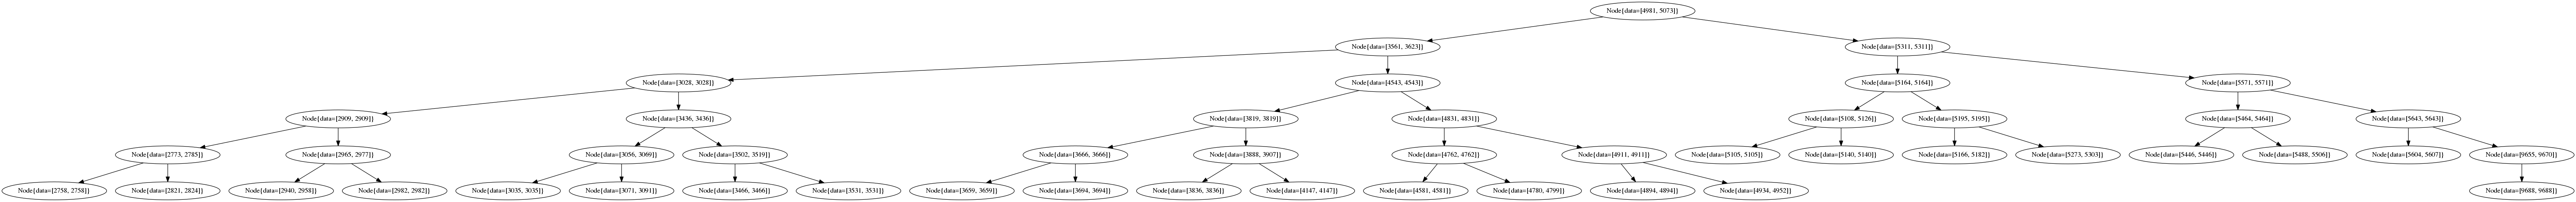 Node{data=[4981, 5073]}
Node{data=[3561, 3623]}
Node{data=[5311, 5311]}
Node{data=[3028, 3028]}
Node{data=[4543, 4543]}
Node{data=[5164, 5164]}
Node{data=[5571, 5571]}
Node{data=[2909, 2909]}
Node{data=[3436, 3436]}
Node{data=[3819, 3819]}
Node{data=[4831, 4831]}
Node{data=[5108, 5126]}
Node{data=[5195, 5195]}
Node{data=[5464, 5464]}
Node{data=[5643, 5643]}
Node{data=[2773, 2785]}
Node{data=[2965, 2977]}
Node{data=[3056, 3069]}
Node{data=[3502, 3519]}
Node{data=[3666, 3666]}
Node{data=[3888, 3907]}
Node{data=[4762, 4762]}
Node{data=[4911, 4911]}
Node{data=[5105, 5105]}
Node{data=[5140, 5140]}
Node{data=[5166, 5182]}
Node{data=[5273, 5303]}
Node{data=[5446, 5446]}
Node{data=[5488, 5506]}
Node{data=[5604, 5607]}
Node{data=[9655, 9670]}
Node{data=[2758, 2758]}
Node{data=[2821, 2824]}
Node{data=[2940, 2958]}
Node{data=[2982, 2982]}
Node{data=[3035, 3035]}
Node{data=[3071, 3091]}
Node{data=[3466, 3466]}
Node{data=[3531, 3531]}
Node{data=[3659, 3659]}
Node{data=[3694, 3694]}
Node{data=[3836, 3836]}
Node{data=[4147, 4147]}
Node{data=[4581, 4581]}
Node{data=[4780, 4799]}
Node{data=[4894, 4894]}
Node{data=[4934, 4952]}
Node{data=[9688, 9688]}